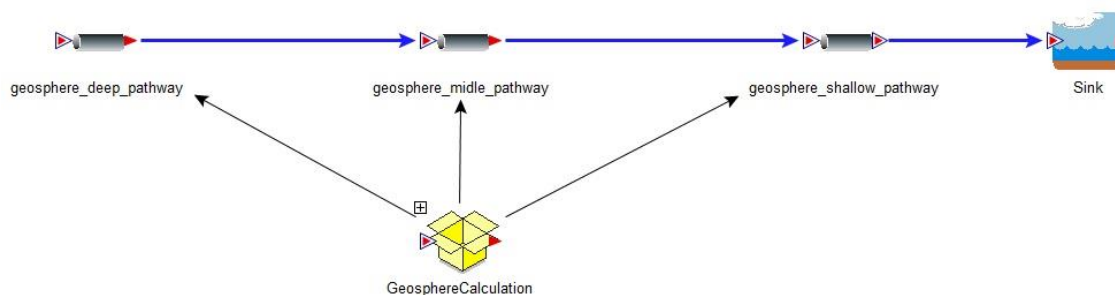 geosphere_deep_pathway
geosphere_midle_pathway
geosphere_shallow_pathway
Sink
GeosphereCalculation